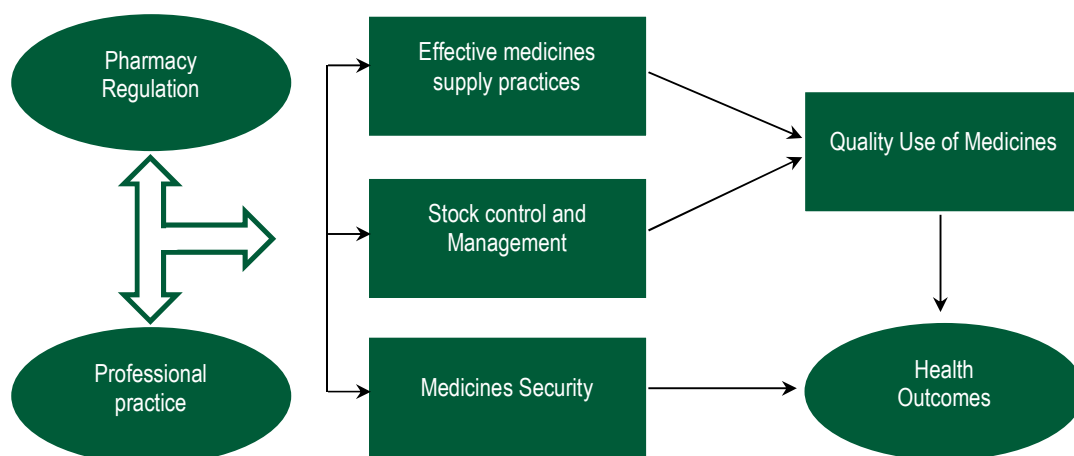 Pharmacy
Regulation
Effective medicines
supply practices
Quality Use of Medicines
Stock control and
Management
Professional
practice
Medicines Security
Health
Outcomes